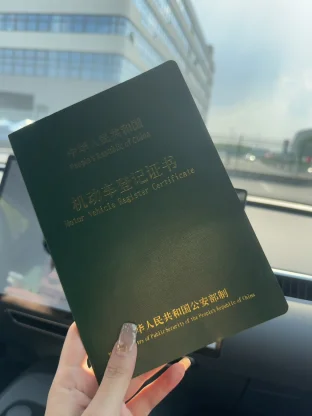 中华人民共和国
People's Republic of China
机动车登记证书
Motor Vehicle Register Certificate
华人民共和国公安部制
of Public Security of the People's Republic of China